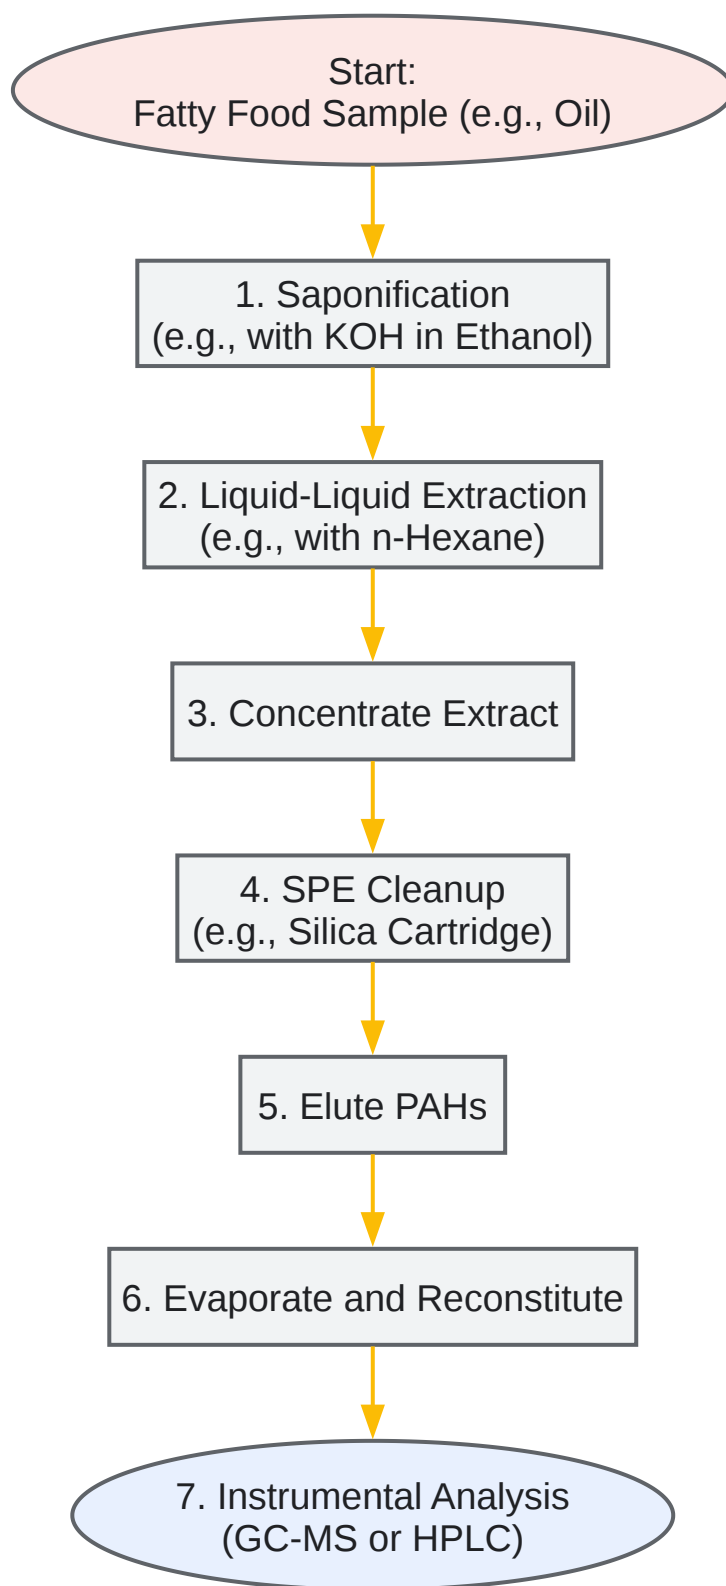 Start:
Fatty Food Sample (e.g., Oil)
1. Saponification
(e.g., with KOH in Ethanol)
2. Liquid-Liquid Extraction
(e.g., with n-Hexane)
3. Concentrate Extract
4. SPE Cleanup
(e.g., Silica Cartridge)
5. Elute PAHs
6. Evaporate and Reconstitute
7. Instrumental Analysis
(GC-MS or HPLC)